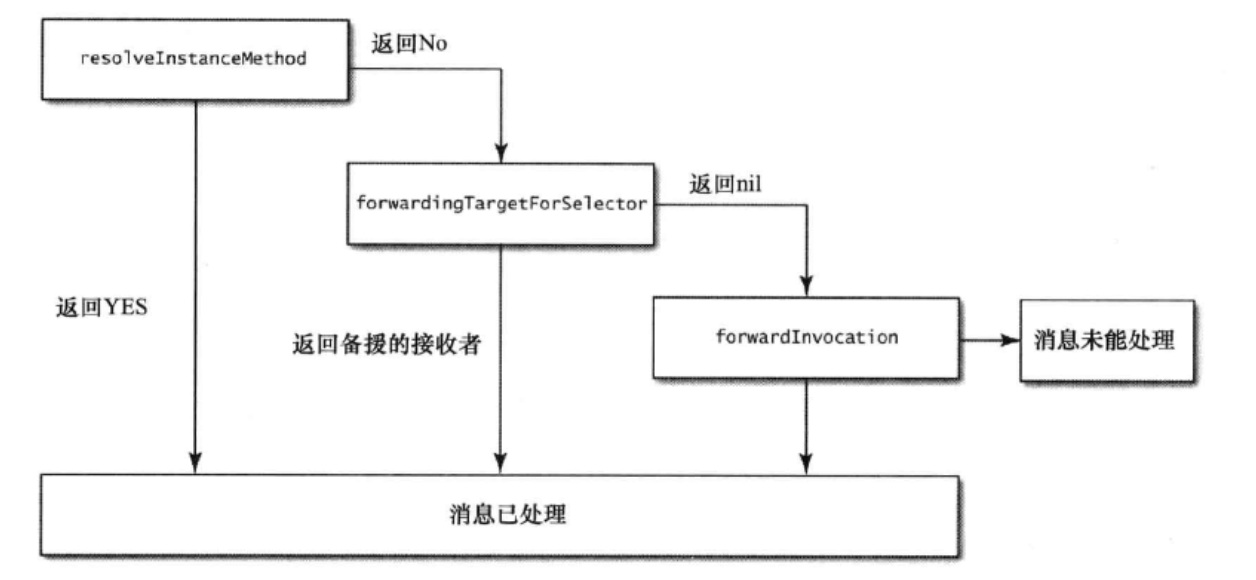 resolveInstanceMethod
返回No
forwardingTargetForSelector
返回nil
返回YES
返回备援的接收者
forwardInvocation
消息未能处理
消息已处理